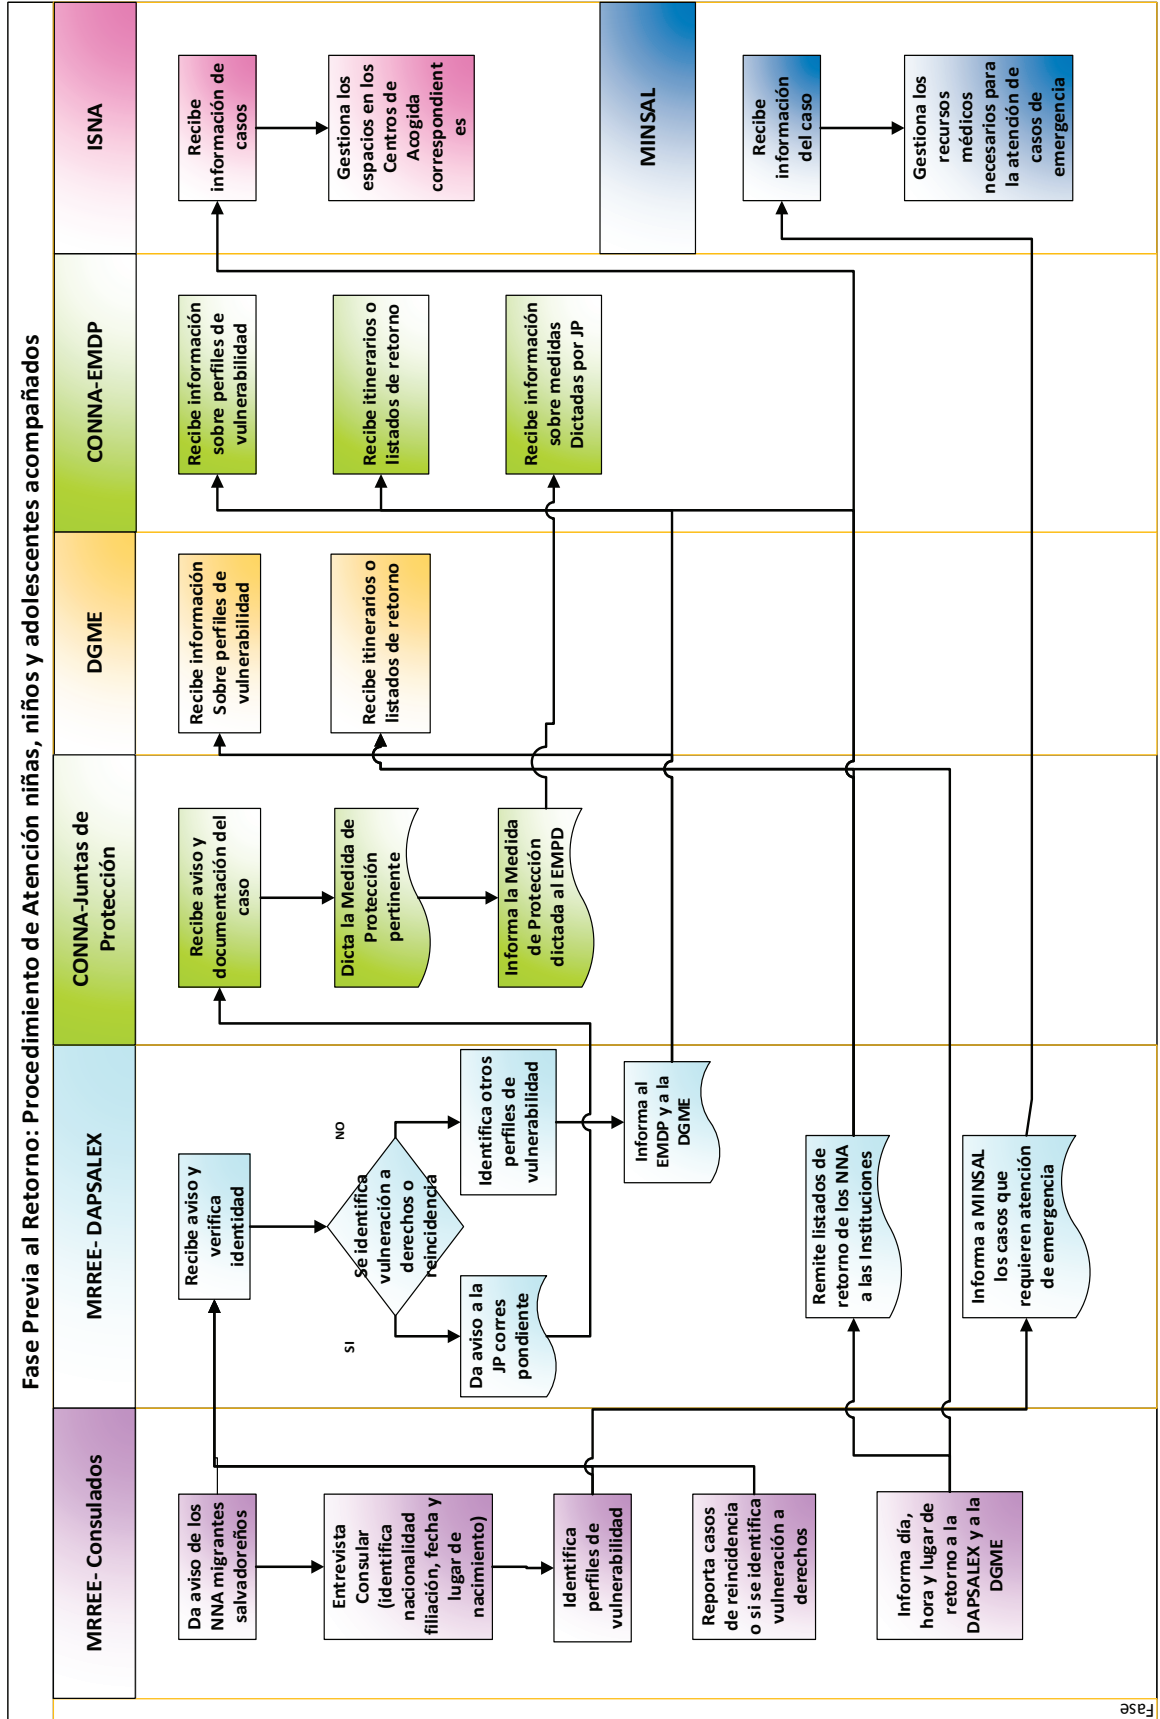 Fase Previa al Retorno: Procedimiento de Atención niñas, niños y adolescentes acompañados
MRREE- Consulados
Da aviso de los
NNA migrantes
salvadoreños
Entrevista
Consular
(identifica
nacionalidad
filiación, fecha y
lugar de
nacimiento)
Identifica
perfiles de
vulnerabilidad
Reporta casos
de reincidencia
o si se identifica
vulneración a
derechos
Informa día,
hora y lugar de
retorno a la
DAPSALEX y a la
DGME
MRREE- DAPSALEX
Recibe aviso y
verifica
identidad
Se identifica
vulneración a
derechos o
reincidencia
SI
NO
Da aviso a la
JP corres
pondiente
Identifica otros
perfiles de
vulnerabilidad
Informa al
EMDP y a la
DGME
Remite listados de
retorno de los NNA
a las Instituciones
Informa a MINSAL
los casos que
requieren atención
de emergencia
CONNA-Juntas de
Protección
Recibe aviso y
documentación del
caso
Dicta la Medida de
Protección
pertinente
Informa la Medida
de Protección
dictada al EMPD
DGME
Recibe información
Sobre perfiles de
vulnerabilidad
Recibe itinerarios o
listados de retorno
CONNA-EMDP
Recibe información
sobre perfiles de
vulnerabilidad
Recibe itinerarios o
listados de retorno
Recibe información
sobre medidas
Dictadas por JP
ISNA
Recibe
información de
casos
Gestiona los
espacios en los
Centros de
Acogida
correspondient
es
MINSAL
Recibe
información
del caso
Gestiona los
recursos
médicos
necesarios para
la atención de
casos de
emergencia
Fase